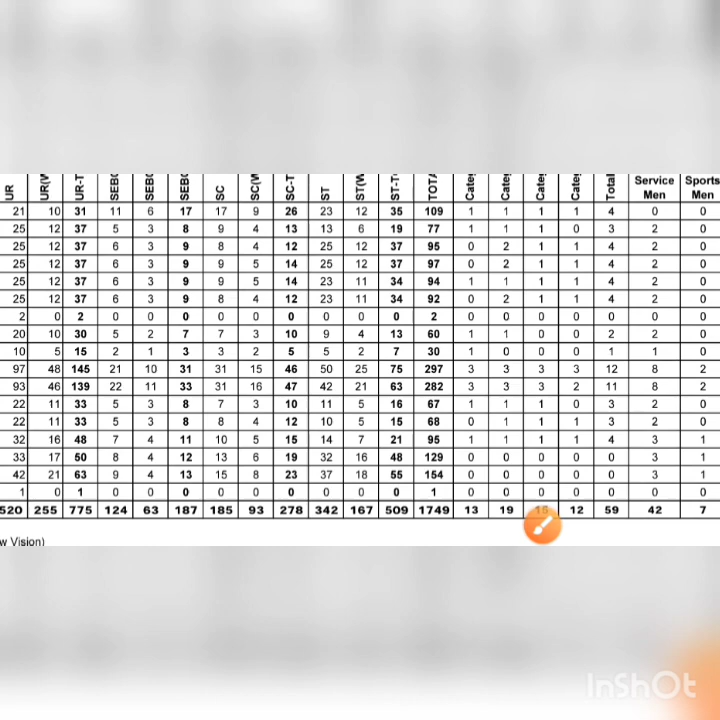 UR UR(W UR-T SEBC SEBC SEBC SC SC(W SC-T ST ST(W ST-T TOTA Categ Categ Categ Categ Total Service Men Sports Men
21 10 31 11 6 17 17 9 26 23 12 35 109 1 1 1 1 4 0 0
25 12 37 5 3 8 9 4 13 13 6 19 77 1 1 1 0 3 2 0
25 12 37 6 3 9 8 4 12 25 12 37 95 0 2 1 1 4 2 0
25 12 37 6 3 9 9 5 14 25 12 37 97 0 2 1 1 4 2 0
25 12 37 6 3 9 9 5 14 23 11 34 94 1 1 1 1 4 2 0
25 12 37 6 3 9 8 4 12 23 11 34 92 0 2 1 1 4 2 0
2 0 2 0 0 0 0 0 0 0 0 0 2 0 0 0 0 0 0 0
20 10 30 5 2 7 7 3 10 9 4 13 60 1 1 0 0 2 2 0
10 5 15 2 1 3 3 2 5 5 2 7 30 1 0 0 0 1 1 0
97 48 145 21 10 31 31 15 46 50 25 75 297 3 3 3 3 12 8 2
93 46 139 22 11 33 31 16 47 42 21 63 282 3 3 3 2 11 8 2
22 11 33 5 3 8 7 3 10 11 5 16 67 1 1 1 0 3 2 0
22 11 33 5 3 8 8 4 12 10 5 15 68 0 1 1 1 3 2 0
32 16 48 7 4 11 10 5 15 14 7 21 95 1 1 1 1 4 3 1
33 17 50 8 4 12 13 6 19 32 16 48 129 0 0 0 0 0 3 1
42 21 63 9 4 13 15 8 23 37 18 55 154 0 0 0 0 0 3 1
1 0 1 0 0 0 0 0 0 0 0 0 1 0 0 0 0 0 0 0
520 255 775 124 63 187 185 93 278 342 167 509 1749 13 19 12 59 42 7
w Vision)
InShOt